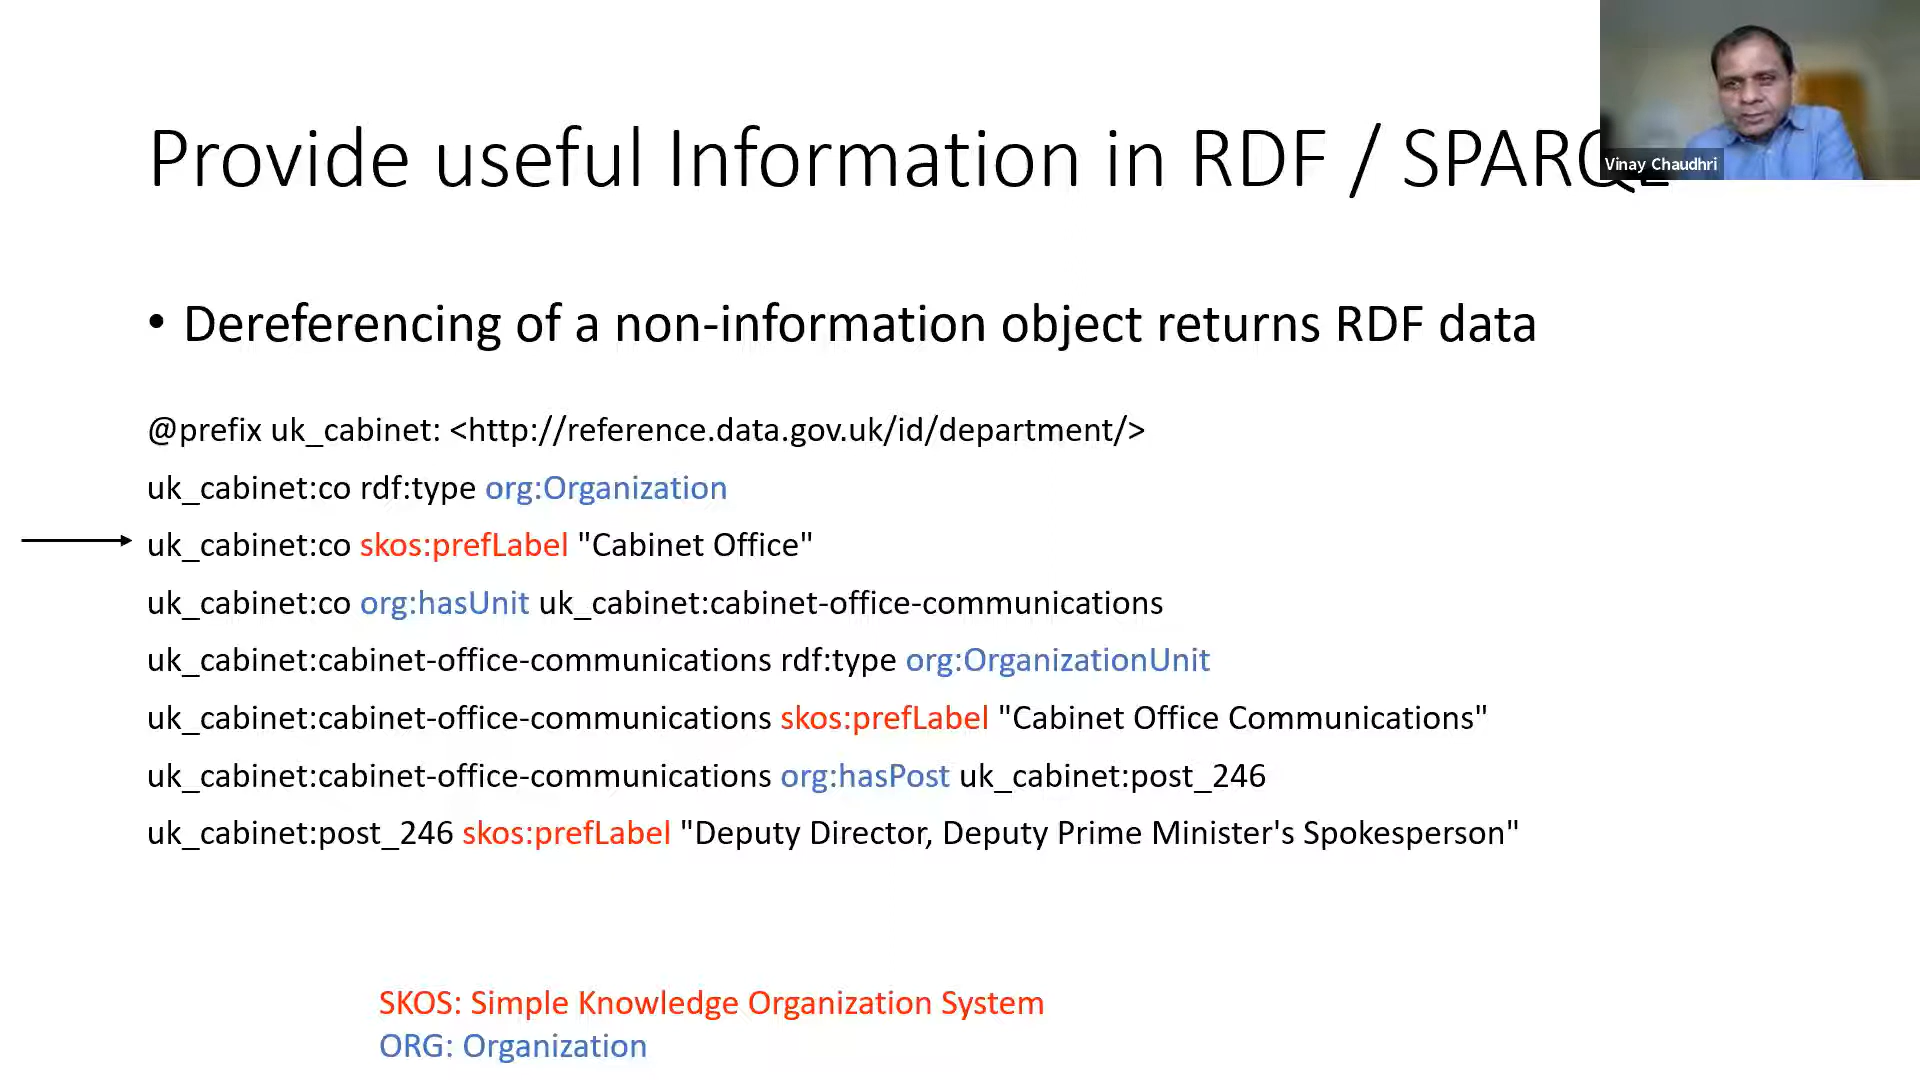 Provide useful Information in RDF / SPARQL
Vinay Chaudhri
• Dereferencing of a non-information object returns RDF data
@prefix uk_cabinet: <http://reference.data.gov.uk/id/department/>
uk_cabinet:co rdf:type org:Organization
uk_cabinet:co skos:prefLabel "Cabinet Office"
uk_cabinet:co org:hasUnit uk_cabinet:cabinet-office-communications
uk_cabinet:cabinet-office-communications rdf:type org:OrganizationUnit
uk_cabinet:cabinet-office-communications skos:prefLabel "Cabinet Office Communications"
uk_cabinet:cabinet-office-communications org:hasPost uk_cabinet:post_246
uk_cabinet:post_246 skos:prefLabel "Deputy Director, Deputy Prime Minister's Spokesperson"
SKOS: Simple Knowledge Organization System
ORG: Organization